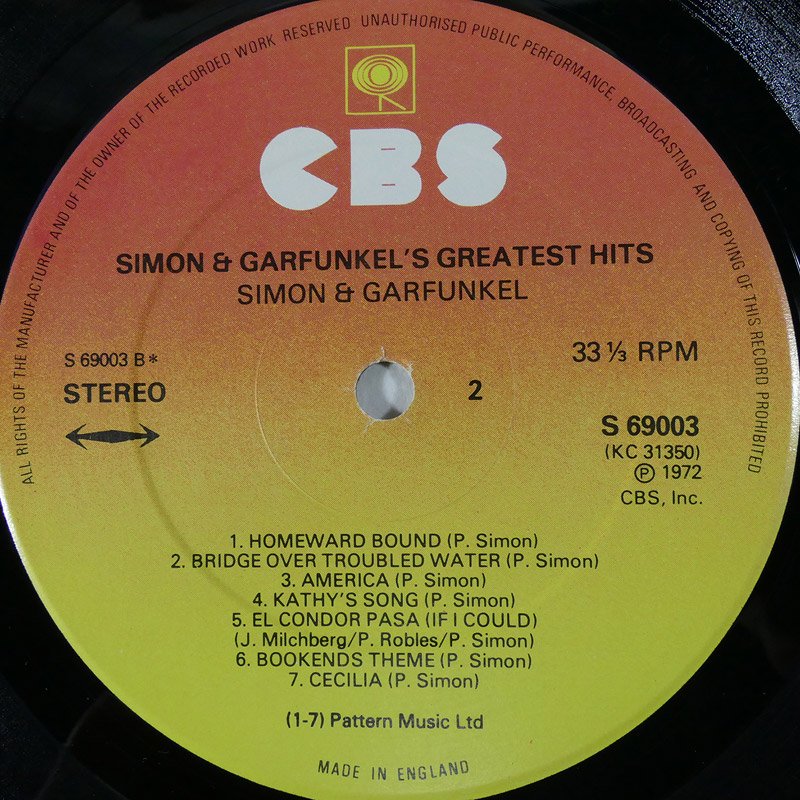 ALL RIGHTS OF THE MANUFACTURER AND OF THE OWNER OF THE RECORDED WORK RESERVED UNAUTHORISED PUBLIC PERFORMANCE, BROADCASTING AND COPYING OF THIS RECORD PROHIBITED
CBS
SIMON & GARFUNKEL'S GREATEST HITS
SIMON & GARFUNKEL
S 69003 B*
STEREO
2
33 ⅓ RPM
S 69003
(KC 31350)
Ⓟ 1972
CBS, Inc.
1. HOMEWARD BOUND (P. Simon)
2. BRIDGE OVER TROUBLED WATER (P. Simon)
3. AMERICA (P. Simon)
4. KATHY'S SONG (P. Simon)
5. EL CONDOR PASA (IF I COULD)
(J. Milchberg/P. Robles/P. Simon)
6. BOOKENDS THEME (P. Simon)
7. CECILIA (P. Simon)
(1-7) Pattern Music Ltd
MADE IN ENGLAND